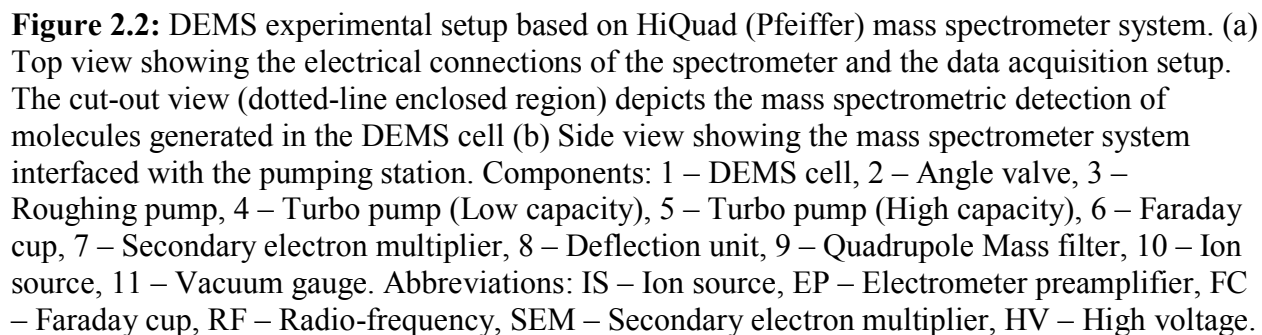 Figure 2.2: DEMS experimental setup based on HiQuad (Pfeiffer) mass spectrometer system. (a)
Top view showing the electrical connections of the spectrometer and the data acquisition setup.
The cut-out view (dotted-line enclosed region) depicts the mass spectrometric detection of
molecules generated in the DEMS cell (b) Side view showing the mass spectrometer system
interfaced with the pumping station. Components: 1 – DEMS cell, 2 – Angle valve, 3 –
Roughing pump, 4 – Turbo pump (Low capacity), 5 – Turbo pump (High capacity), 6 – Faraday
cup, 7 – Secondary electron multiplier, 8 – Deflection unit, 9 – Quadrupole Mass filter, 10 – Ion
source, 11 – Vacuum gauge. Abbreviations: IS – Ion source, EP – Electrometer preamplifier, FC
– Faraday cup, RF – Radio-frequency, SEM – Secondary electron multiplier, HV – High voltage.